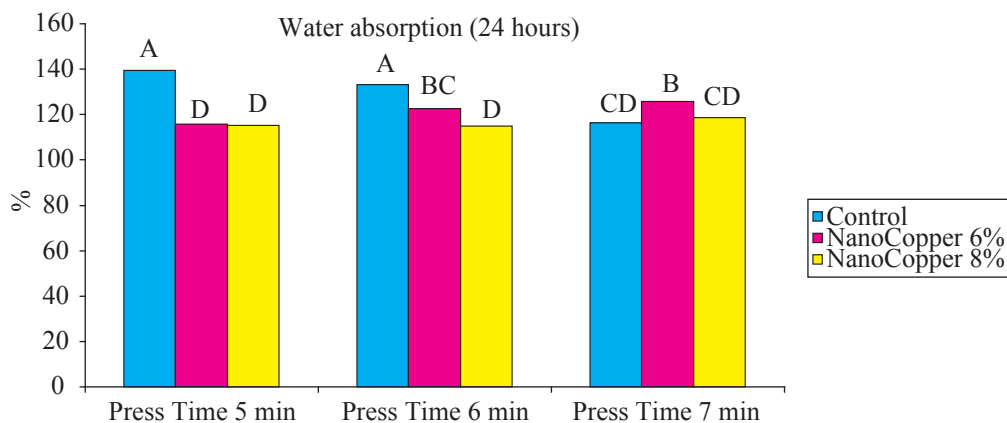 Water absorption (24 hours)
%
160
140
120
100
80
60
40
20
0
A
D
D
A
BC
D
CD
B
CD
Press Time 5 min
Press Time 6 min
Press Time 7 min
Control
NanoCopper 6%
NanoCopper 8%